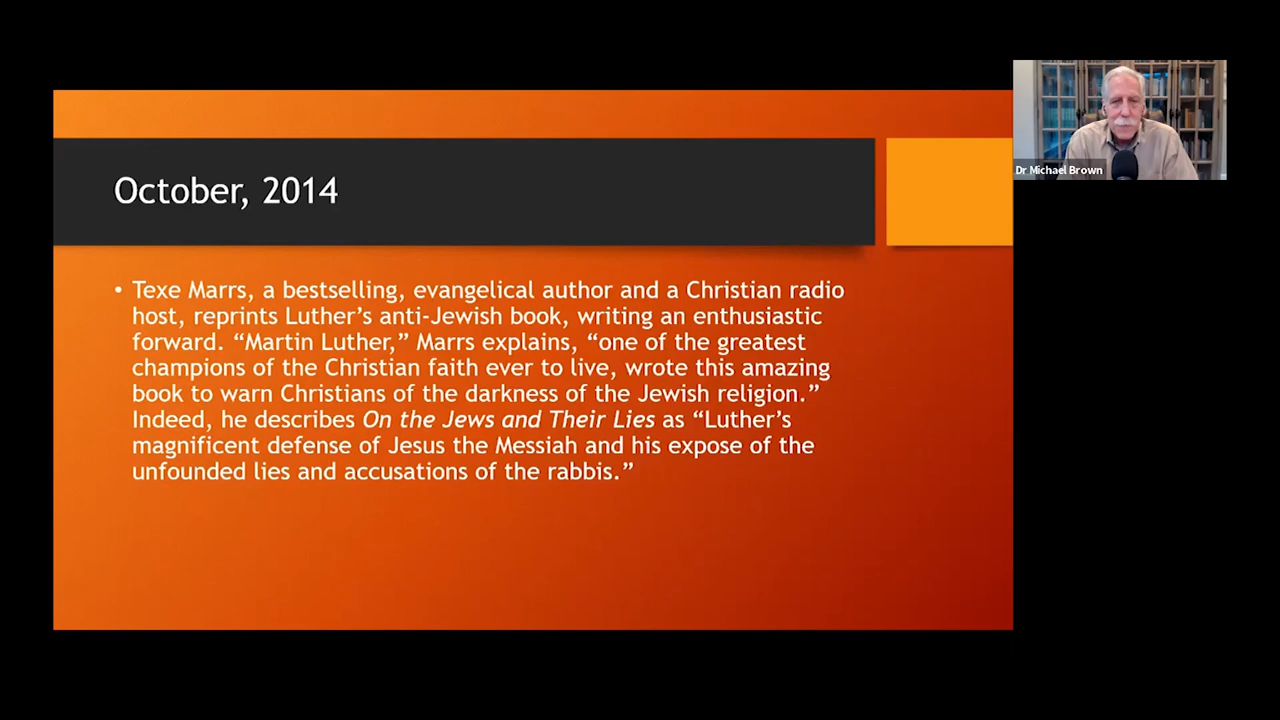 October, 2014
• Texe Marrs, a bestselling, evangelical author and a Christian radio
host, reprints Luther’s anti-Jewish book, writing an enthusiastic
forward. “Martin Luther,” Marrs explains, “one of the greatest
champions of the Christian faith ever to live, wrote this amazing
book to warn Christians of the darkness of the Jewish religion.”
Indeed, he describes On the Jews and Their Lies as “Luther’s
magnificent defense of Jesus the Messiah and his expose of the
unfounded lies and accusations of the rabbis.”
Dr Michael Brown